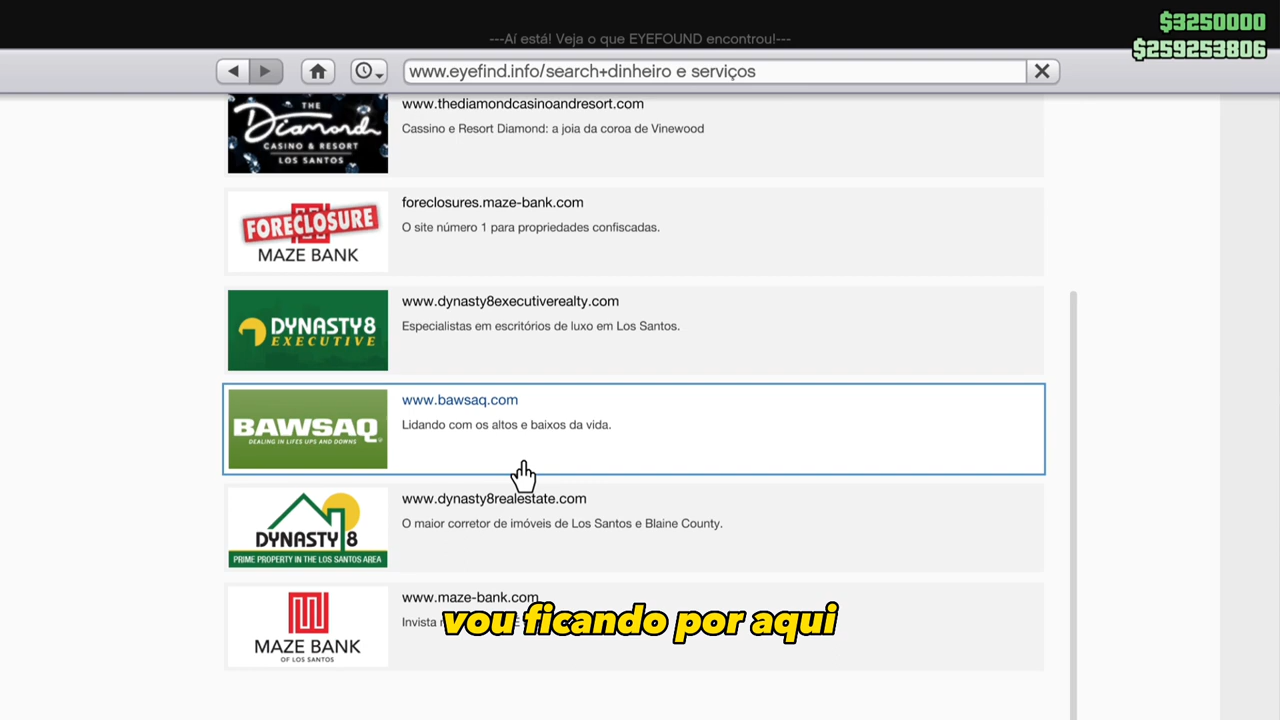 $3250000
---Aí está! Veja o que EYEFOUND encontrou!---
$259253806
www.eyefind.info/search+dinheiro e serviços
THE
Diamond
CASINO & RESORT
LOS SANTOS
www.thediamondcasinoandresort.com
Cassino e Resort Diamond: a joia da coroa de Vinewood
FORECLOSURE
MAZE BANK
foreclosures.maze-bank.com
O site número 1 para propriedades confiscadas.
DYNASTY8
EXECUTIVE
www.dynasty8executiverealty.com
Especialistas em escritórios de luxo em Los Santos.
BAWSAQ
DEALING IN LIFES UPS AND DOWNS
www.bawsaq.com
Lidando com os altos e baixos da vida.
DYNASTY 8
PRIME PROPERTY IN THE LOS SANTOS AREA
www.dynasty8realestate.com
O maior corretor de imóveis de Los Santos e Blaine County.
MAZE BANK
OF LOS SANTOS
www.maze-bank.com
Invista
vou ficando por aqui